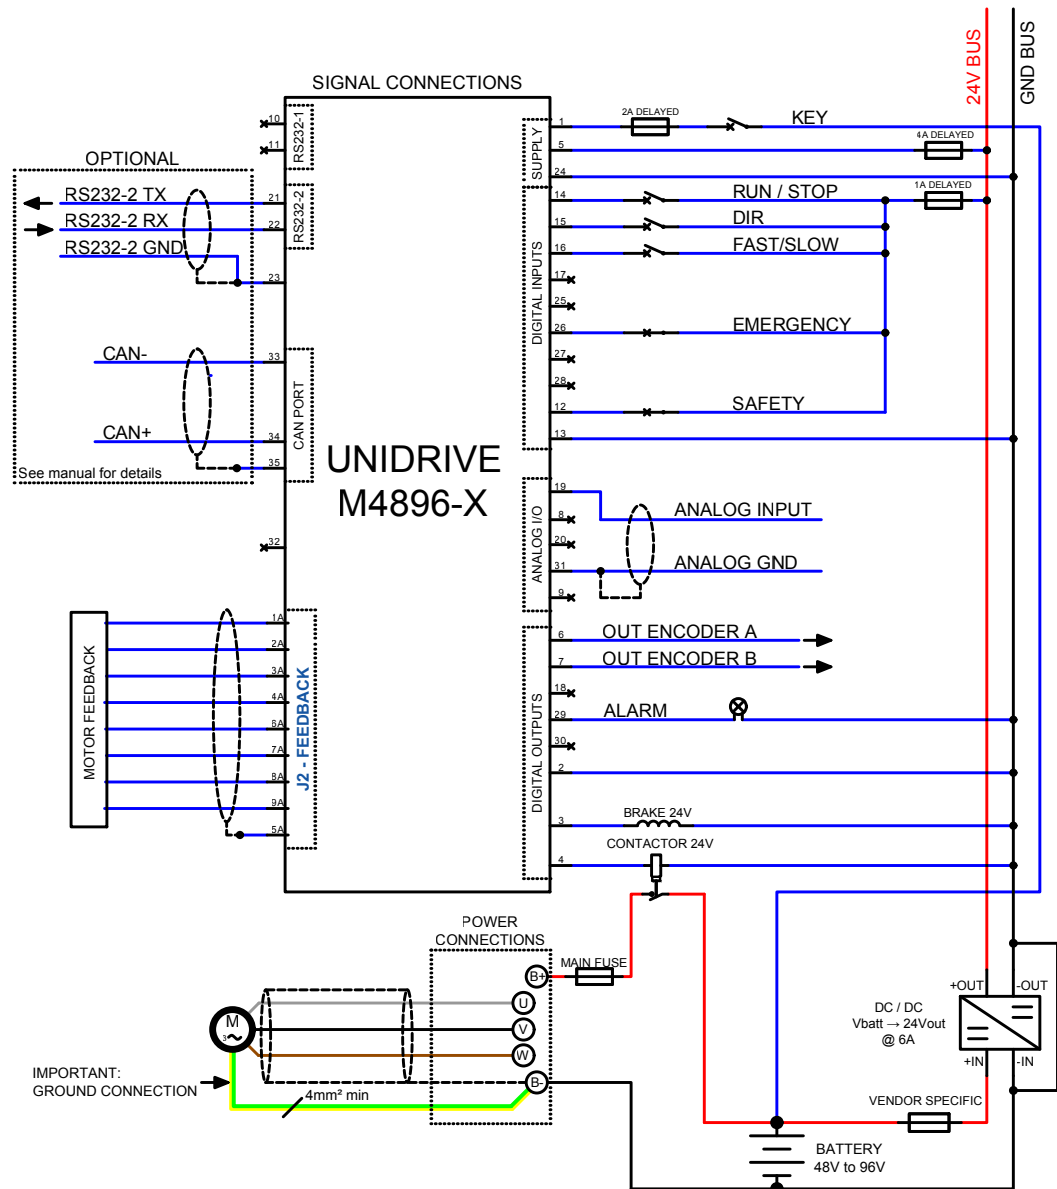 24V BUS
GND BUS
SIGNAL CONNECTIONS
OPTIONAL
RS232-2 TX
RS232-2 RX
RS232-2 GND
CAN-
CAN+
See manual for details
10
11
RS232-1
21
22
RS232-2
23
33
34
35
CAN PORT
32
UNIDRIVE
M4896-X
MOTOR FEEDBACK
1A
2A
3A
4A
6A
7A
8A
9A
5A
J2 - FEEDBACK
SUPPLY
1
2A DELAYED
KEY
5
4A DELAYED
24
DIGITAL INPUTS
14
RUN / STOP
1A DELAYED
15
DIR
16
FAST/SLOW
17
25
26
EMERGENCY
27
28
12
SAFETY
13
ANALOG I/O
19
ANALOG INPUT
8
20
31
ANALOG GND
9
DIGITAL OUTPUTS
6
OUT ENCODER A
7
OUT ENCODER B
18
29
ALARM
30
2
3
BRAKE 24V
4
CONTACTOR 24V
POWER
CONNECTIONS
B+
MAIN FUSE
U
V
W
B-
M
3
IMPORTANT:
GROUND CONNECTION
4mm² min
+OUT
-OUT
DC / DC
Vbatt → 24Vout
@ 6A
+IN
-IN
VENDOR SPECIFIC
BATTERY
48V to 96V